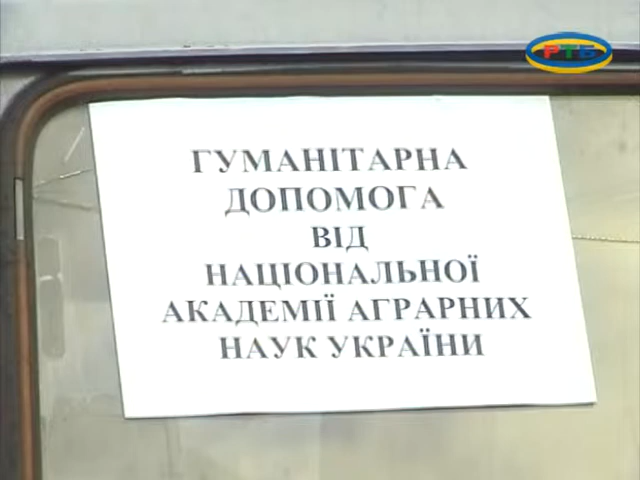 РТБ
ГУМАНІТАРНА
ДОПОМОГА
ВІД
НАЦІОНАЛЬНОЇ
АКАДЕМІЇ АГРАРНИХ
НАУК УКРАЇНИ